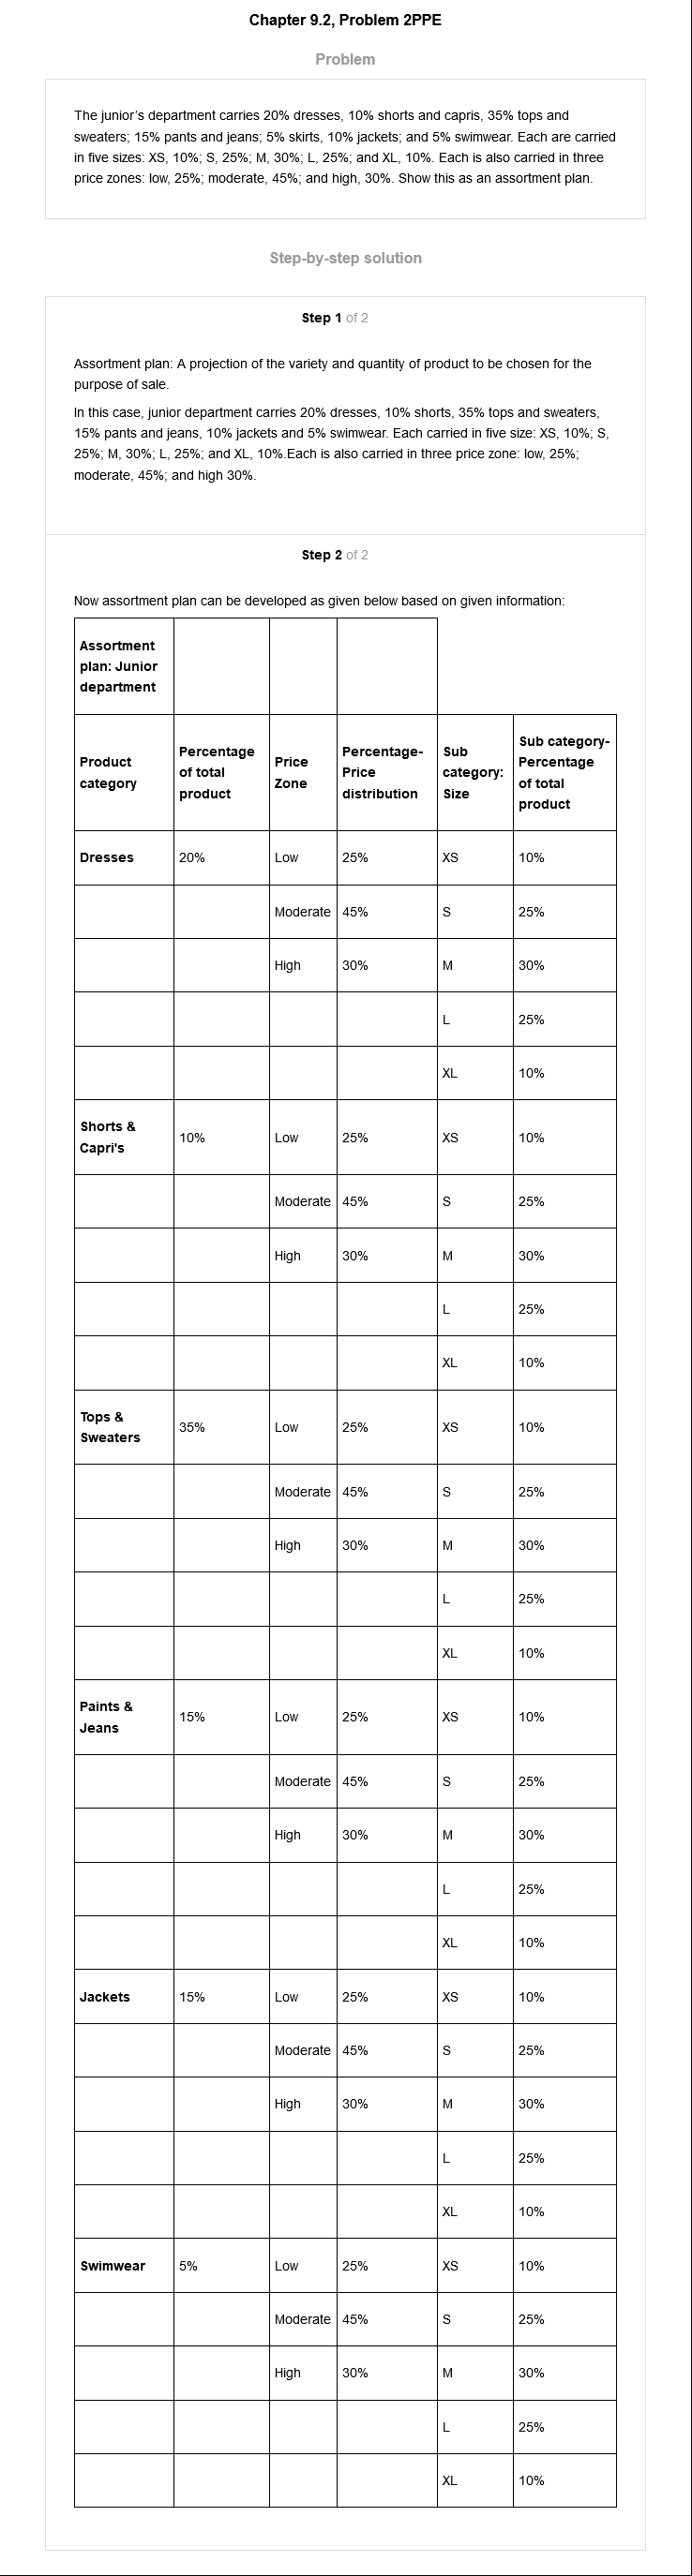 Chapter 9.2, Problem 2PPE
Problem
The junior's department carries 20% dresses, 10% shorts and capris, 35% tops and
sweaters; 15% pants and jeans; 5% skirts, 10% jackets; and 5% swimwear. Each are carried
in five sizes: XS, 10%; S, 25%; M, 30%; L, 25%; and XL, 10%. Each is also carried in three
price zones: low, 25%; moderate, 45%; and high, 30%. Show this as an assortment plan.
Step-by-step solution
Step 1 of 2
Assortment plan: A projection of the variety and quantity of product to be chosen for the
purpose of sale.
In this case, junior department carries 20% dresses, 10% shorts, 35% tops and sweaters,
15% pants and jeans, 10% jackets and 5% swimwear. Each carried in five size: XS, 10%; S,
25%; M, 30%; L, 25%; and XL, 10%.Each is also carried in three price zone: low, 25%;
moderate, 45%; and high 30%.
Step 2 of 2
Now assortment plan can be developed as given below based on given information:
Assortment
plan: Junior
department
Product
category
Percentage
of total
product
Price
Zone
Percentage-
Price
distribution
Sub
category:
Size
Sub category-
Percentage
of total
product
Dresses 20% Low 25% XS 10%
Moderate 45% S 25%
High 30% M 30%
L 25%
XL 10%
Shorts &
Capri's
10% Low 25% XS 10%
Moderate 45% S 25%
High 30% M 30%
L 25%
XL 10%
Tops &
Sweaters
35% Low 25% XS 10%
Moderate 45% S 25%
High 30% M 30%
L 25%
XL 10%
Paints &
Jeans
15% Low 25% XS 10%
Moderate 45% S 25%
High 30% M 30%
L 25%
XL 10%
Jackets 15% Low 25% XS 10%
Moderate 45% S 25%
High 30% M 30%
L 25%
XL 10%
Swimwear 5% Low 25% XS 10%
Moderate 45% S 25%
High 30% M 30%
L 25%
XL 10%